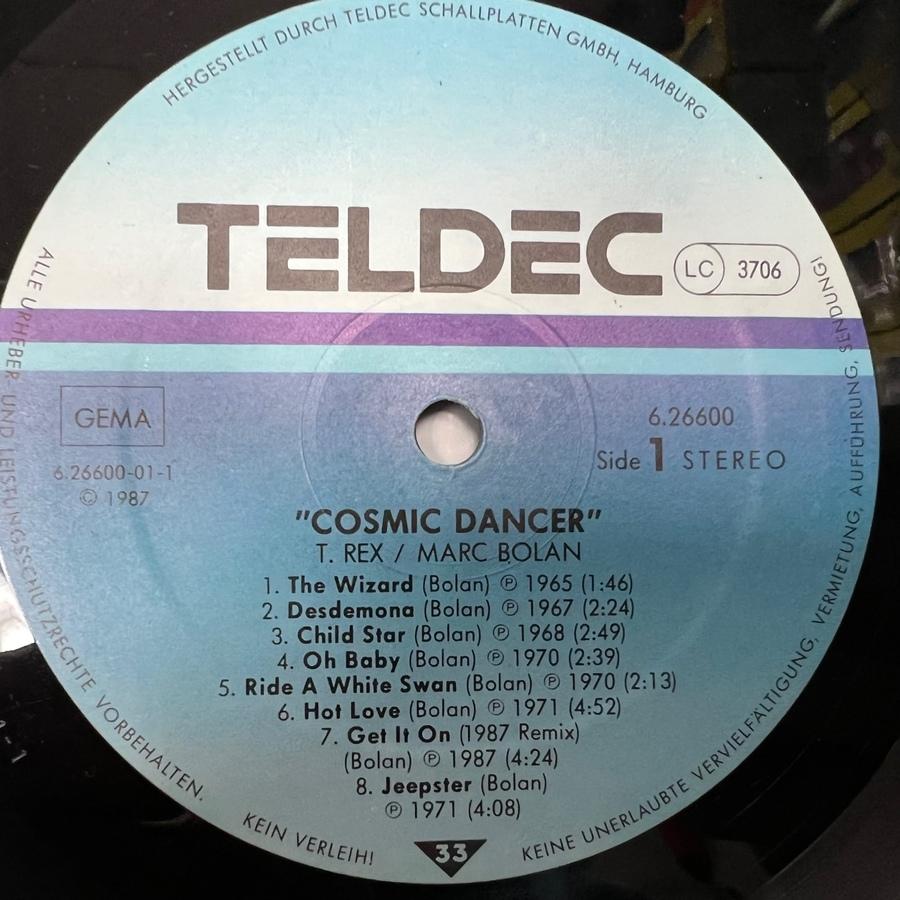 HERGESTELLT DURCH TELDEC SCHALLPLATTEN GMBH, HAMBURG
TELDEC
LC 3706
GEMA
6.26600-01-1
© 1987
6.26600
Side 1 STEREO
"COSMIC DANCER"
T. REX / MARC BOLAN
1. The Wizard (Bolan) ℗ 1965 (1:46)
2. Desdemona (Bolan) ℗ 1967 (2:24)
3. Child Star (Bolan) ℗ 1968 (2:49)
4. Oh Baby (Bolan) ℗ 1970 (2:39)
5. Ride A White Swan (Bolan) ℗ 1970 (2:13)
6. Hot Love (Bolan) ℗ 1971 (4:52)
7. Get It On (1987 Remix)
(Bolan) ℗ 1987 (4:24)
8. Jeepster (Bolan)
℗ 1971 (4:08)
33
ALLE URHEBER UND LEISTUNGSSCHUTZRECHTE VORBEHALTEN.
KEIN VERLEIH!
KEINE UNERLAUBTE VERVIELFÄLTIGUNG, VERMIETUNG, AUFFÜHRUNG, SENDUNG!